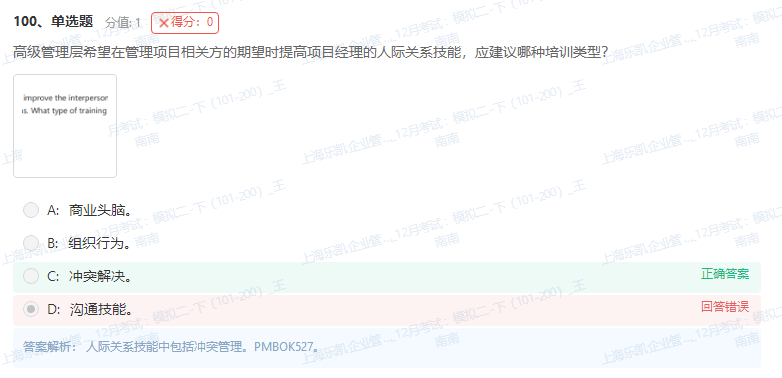 100、单选题 分值: 1 ×得分：0
高级管理层希望在管理项目相关方的期望时提高项目经理的人际关系技能，应建议哪种培训类型?
improve the interperson
s. What type of training
A: 商业头脑。
B: 组织行为。
C: 冲突解决。 正确答案
D: 沟通技能。 回答错误
答案解析： 人际关系技能中包括冲突管理。PMBOK527。
上海乐凯企业管..._12月考试：模拟二 - 下（101-200）_王
南南